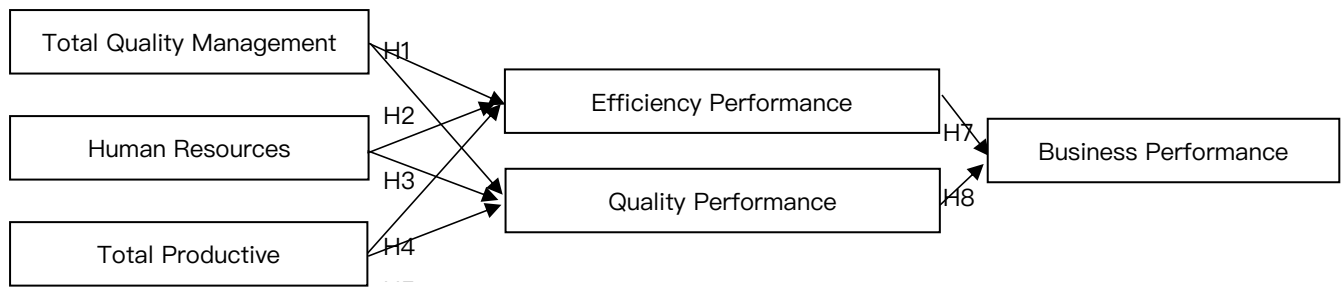 Total Quality Management
H1
Efficiency Performance
H2
H7
Human Resources
Business Performance
H3
Quality Performance
H8
H4
Total Productive